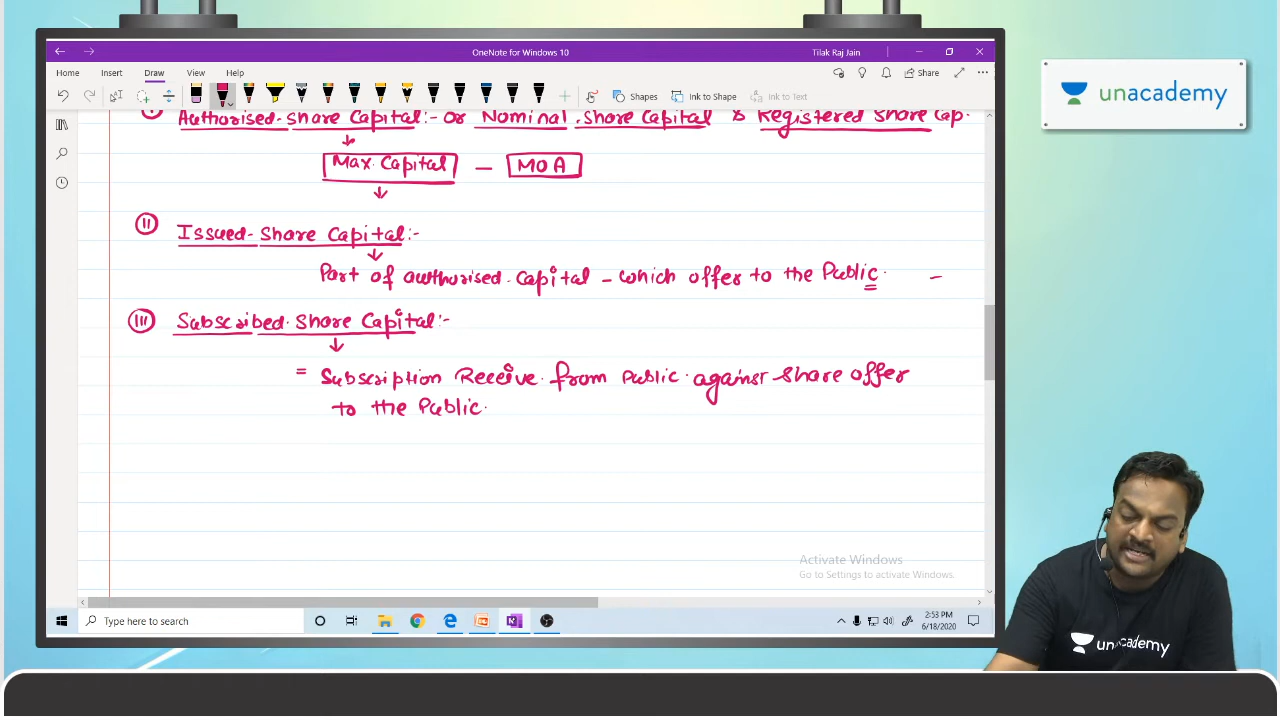 OneNote for Windows 10
Tilak Raj Jain
Home Insert Draw View Help
Share
Shapes Ink to Shape Ink to Text
Authorised share Capital:- or Nominal share Capital & Registered share Cap.
Max. Capital — MOA
II Issued share Capital:-
Part of authorised capital - which offer to the Public. -
III Subscribed share Capital:-
= Subscription Receive from Public against share offer
to the Public.
Activate Windows
Go to Settings to activate Windows.
Type here to search
2:53 PM
6/18/2020
unacademy
unacademy